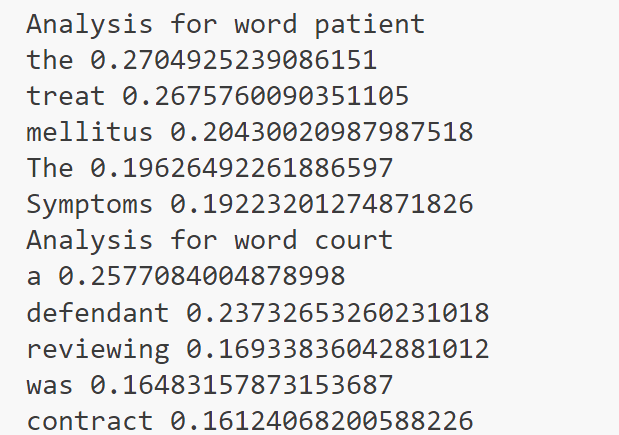 Analysis for word patient
the 0.2704925239086151
treat 0.2675760090351105
mellitus 0.20430020987987518
The 0.19626492261886597
Symptoms 0.19223201274871826
Analysis for word court
a 0.2577084004878998
defendant 0.23732653260231018
reviewing 0.16933836042881012
was 0.16483157873153687
contract 0.16124068200588226